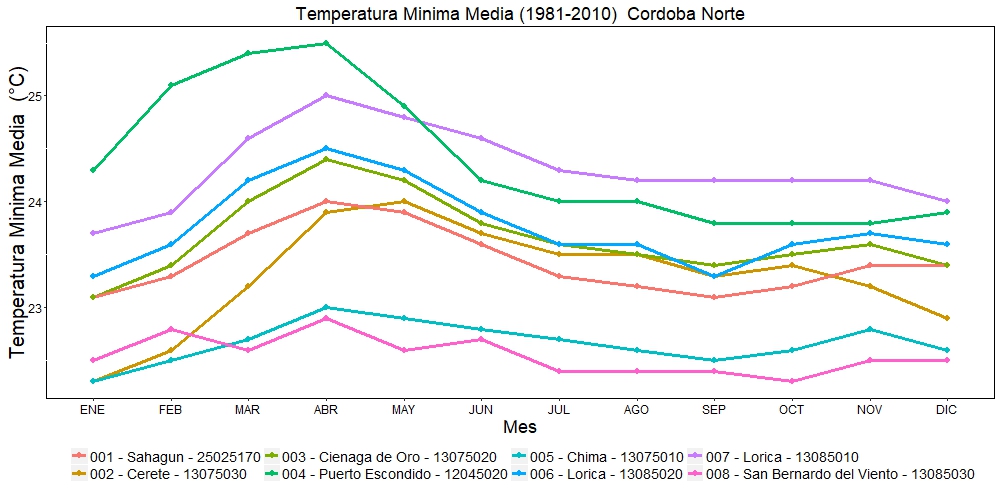 Temperatura Minima Media (1981-2010)  Cordoba Norte
Temperatura Minima Media  (°C)
25
24
23
ENE FEB MAR ABR MAY JUN JUL AGO SEP OCT NOV DIC
Mes
001 - Sahagun - 25025170 003 - Cienaga de Oro - 13075020 005 - Chima - 13075010 007 - Lorica - 13085010
002 - Cerete - 13075030 004 - Puerto Escondido - 12045020 006 - Lorica - 13085020 008 - San Bernardo del Viento - 13085030